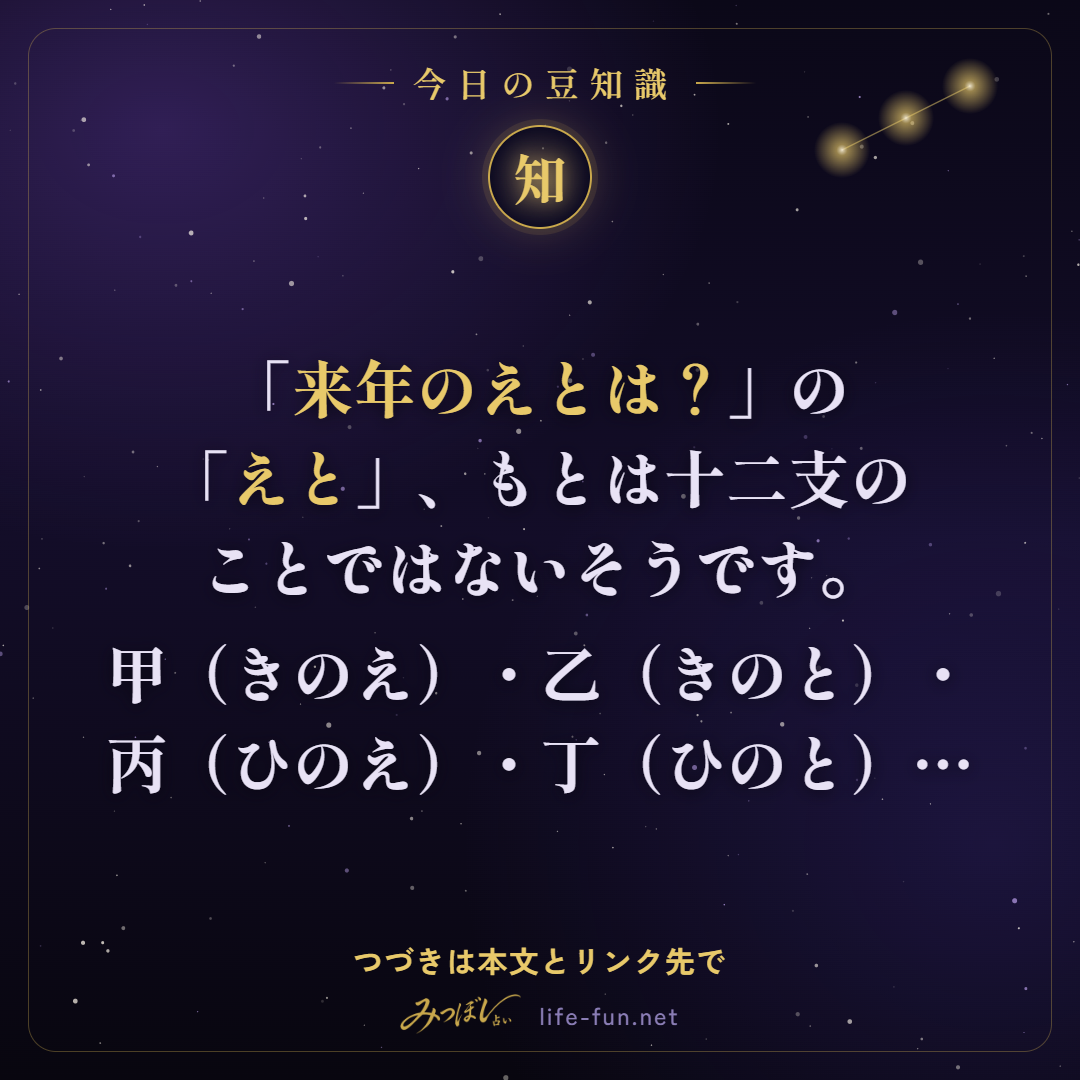 今日の豆知識
知
「来年のえとは？」の
「えと」、もとは十二支の
ことではないそうです。
甲（きのえ）・乙（きのと）・
丙（ひのえ）・丁（ひのと）…
つづきは本文とリンク先で
みつぼし占い life-fun.net